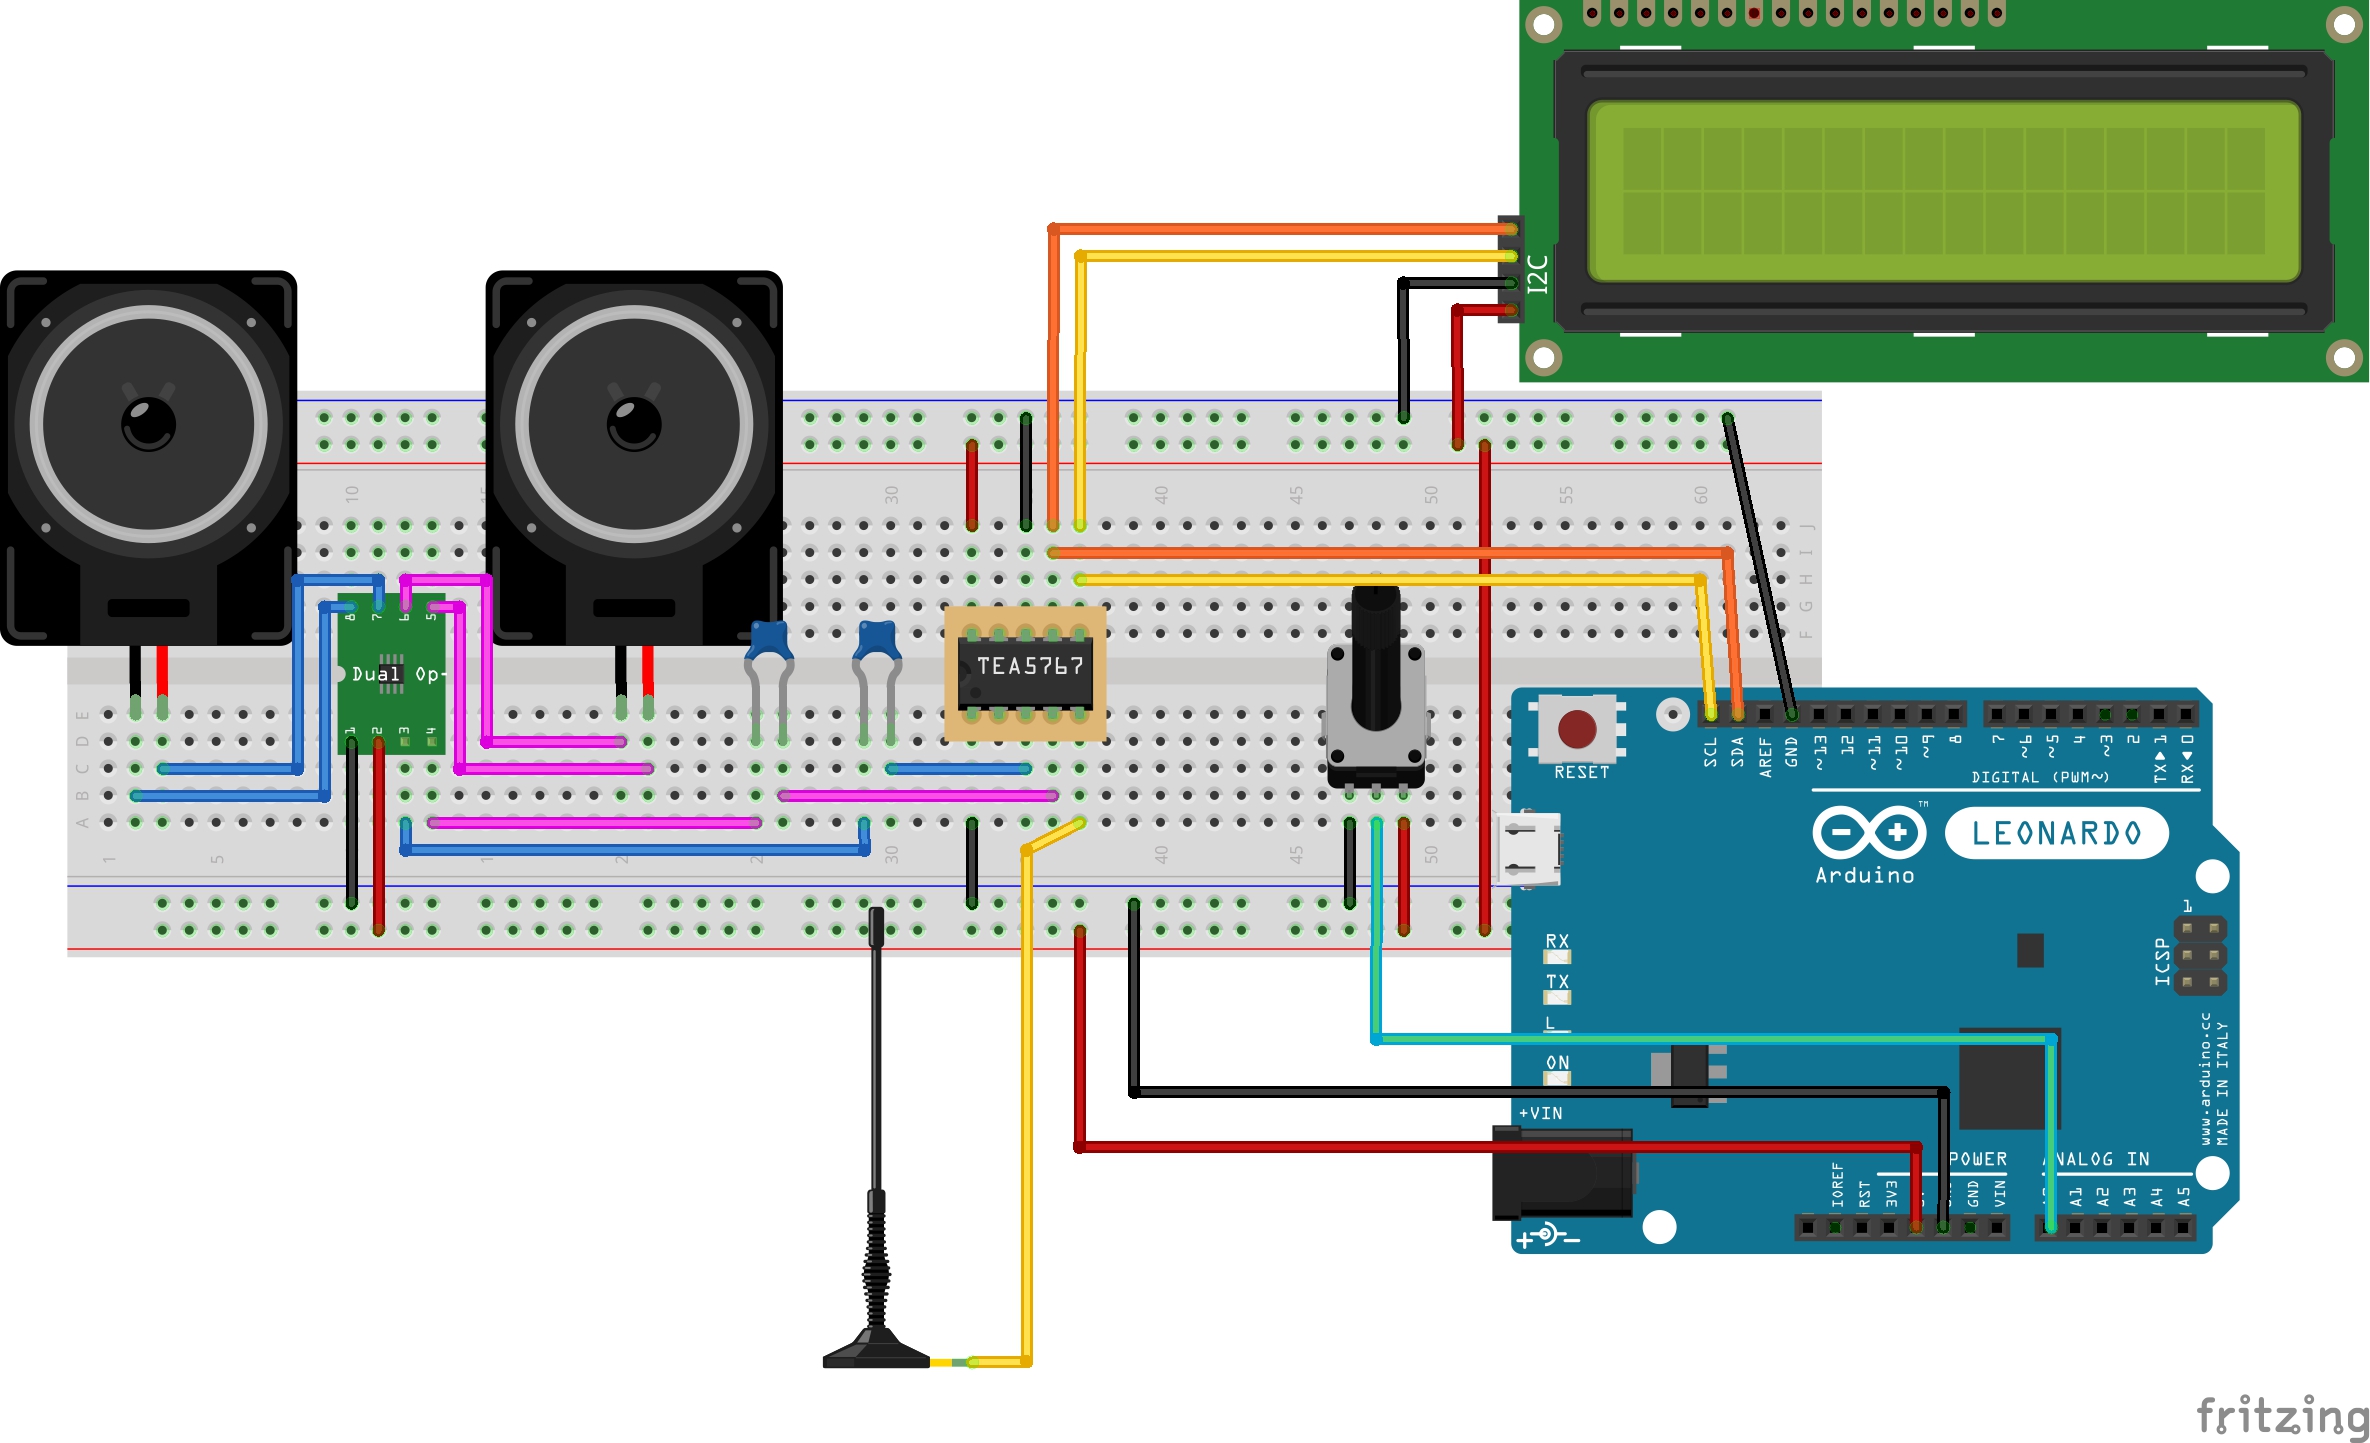 I2C
10
30
40
45
50
55
60
J
I
H
G
F
8
7
6
5
Dual Op-
1
2
3
4
TEA5767
E
D
C
B
A
1
5
30
40
45
50
RESET
SCL
SDA
AREF
GND
~13
12
~11
~10
~9
8
7
~6
~5
4
~3
2
TX▶1
RX◀0
DIGITAL (PWM~)
TM
LEONARDO
Arduino
1
ICSP
RX
TX
L
ON
+VIN
www.arduino.cc
MADE IN ITALY
POWER
ANALOG IN
IOREF
RST
3V3
GND
VIN
A1
A2
A3
A4
A5
fritzing